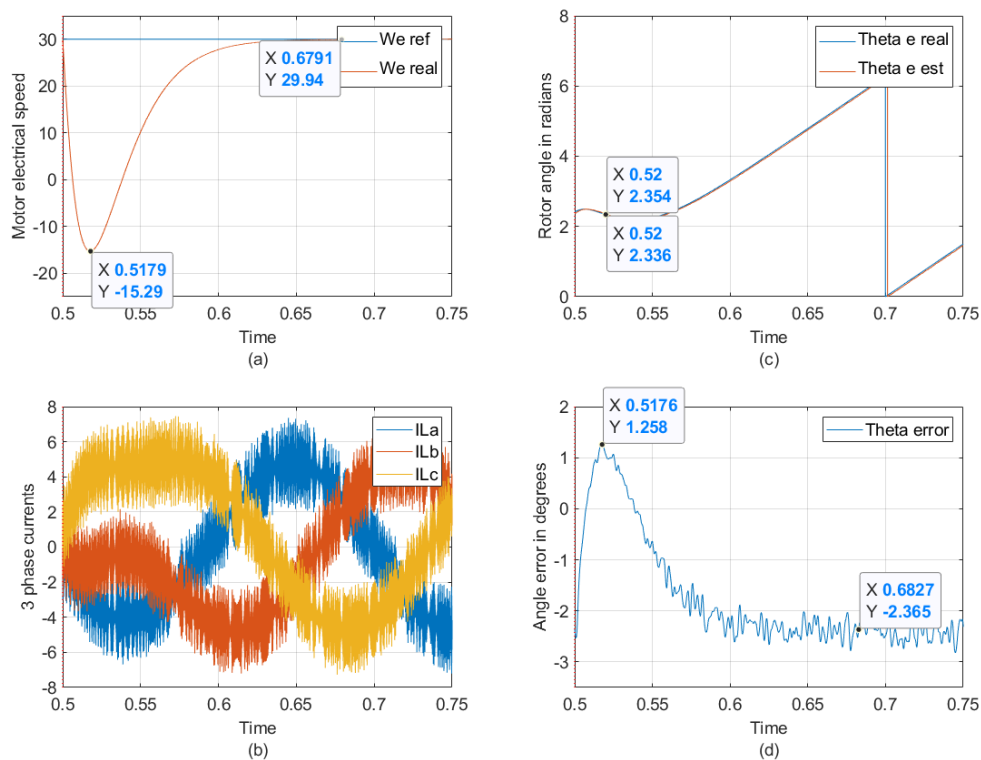 30
20
10
0
-10
-20
Motor electrical speed
We ref
We real
X 0.6791
Y 29.94
X 0.5179
Y -15.29
0.5 0.55 0.6 0.65 0.7 0.75
Time
(a)
8
6
4
2
0
Rotor angle in radians
Theta e real
Theta e est
X 0.52
Y 2.354
X 0.52
Y 2.336
0.5 0.55 0.6 0.65 0.7 0.75
Time
(c)
8
6
4
2
0
-2
-4
-6
-8
3 phase currents
ILa
ILb
ILc
0.5 0.55 0.6 0.65 0.7 0.75
Time
(b)
2
1
0
-1
-2
-3
Angle error in degrees
X 0.5176
Y 1.258
Theta error
X 0.6827
Y -2.365
0.5 0.55 0.6 0.65 0.7 0.75
Time
(d)